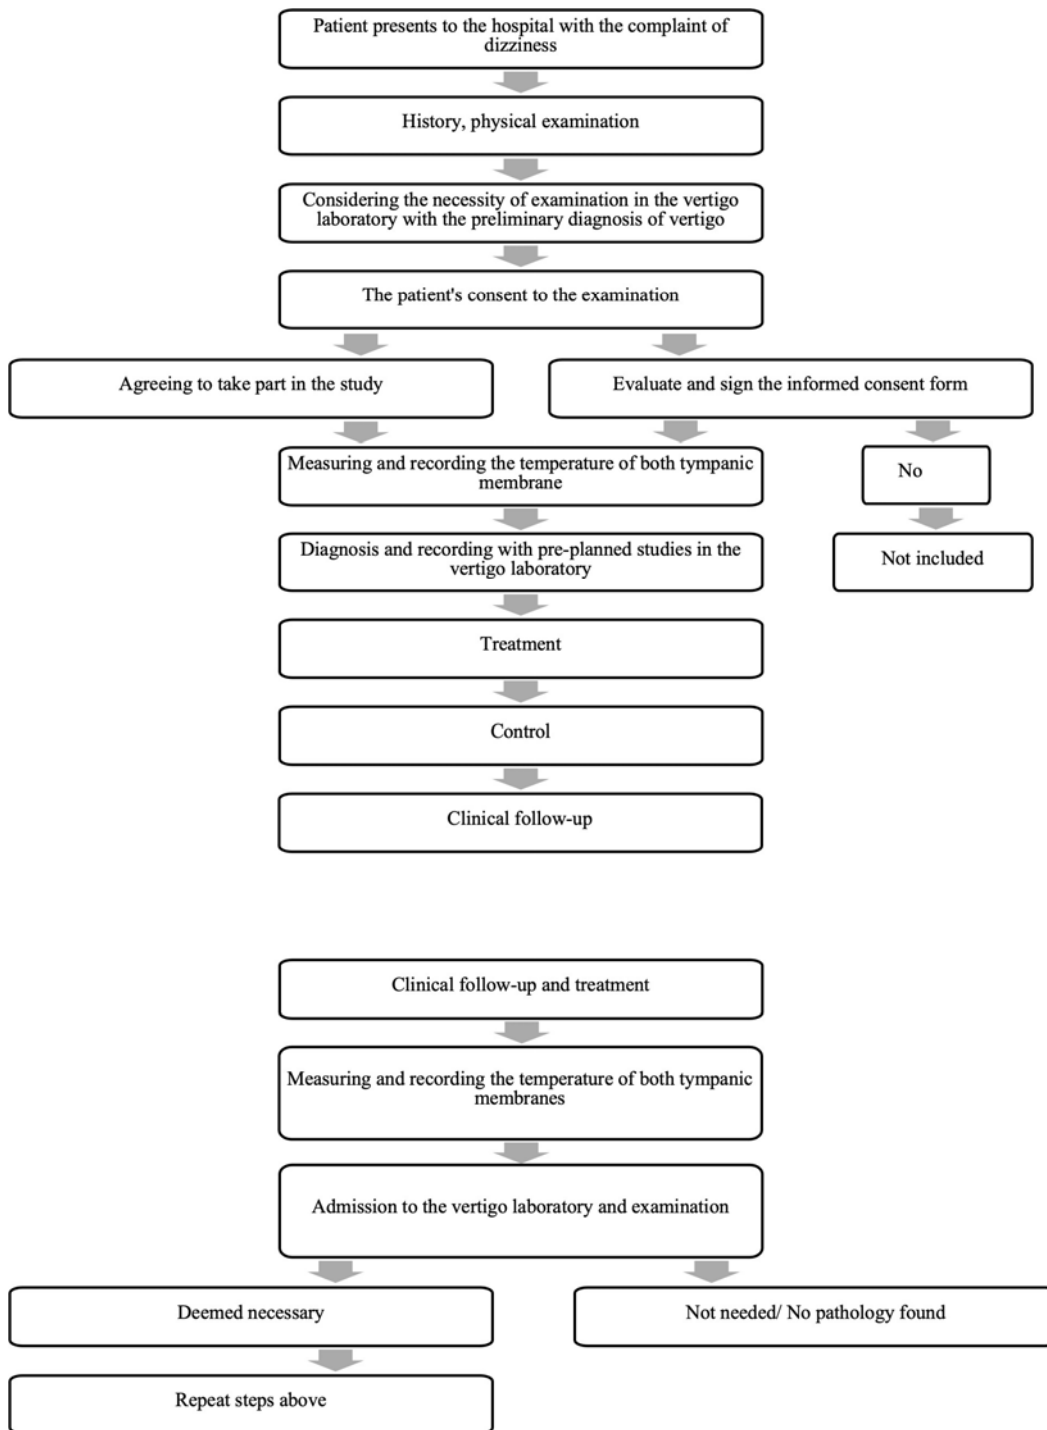 Patient presents to the hospital with the complaint of
dizziness
History, physical examination
Considering the necessity of examination in the vertigo
laboratory with the preliminary diagnosis of vertigo
The patient's consent to the examination
Agreeing to take part in the study
Evaluate and sign the informed consent form
Measuring and recording the temperature of both tympanic
membrane
No
Diagnosis and recording with pre-planned studies in the
vertigo laboratory
Not included
Treatment
Control
Clinical follow-up
Clinical follow-up and treatment
Measuring and recording the temperature of both tympanic
membranes
Admission to the vertigo laboratory and examination
Deemed necessary
Not needed/ No pathology found
Repeat steps above